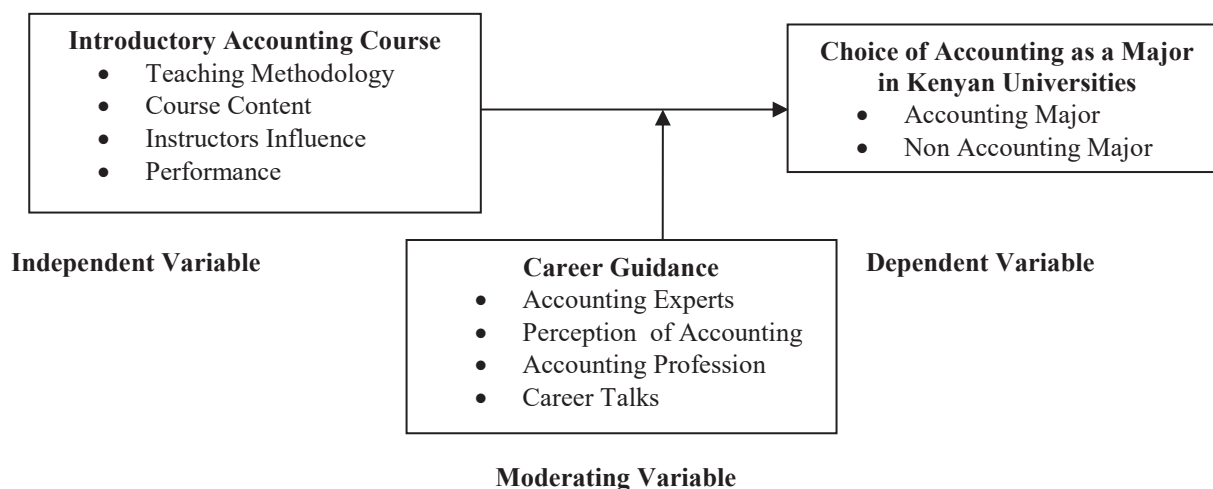 Introductory Accounting Course
• Teaching Methodology
• Course Content
• Instructors Influence
• Performance
Independent Variable
Choice of Accounting as a Major
in Kenyan Universities
• Accounting Major
• Non Accounting Major
Dependent Variable
Career Guidance
• Accounting Experts
• Perception of Accounting
• Accounting Profession
• Career Talks
Moderating Variable